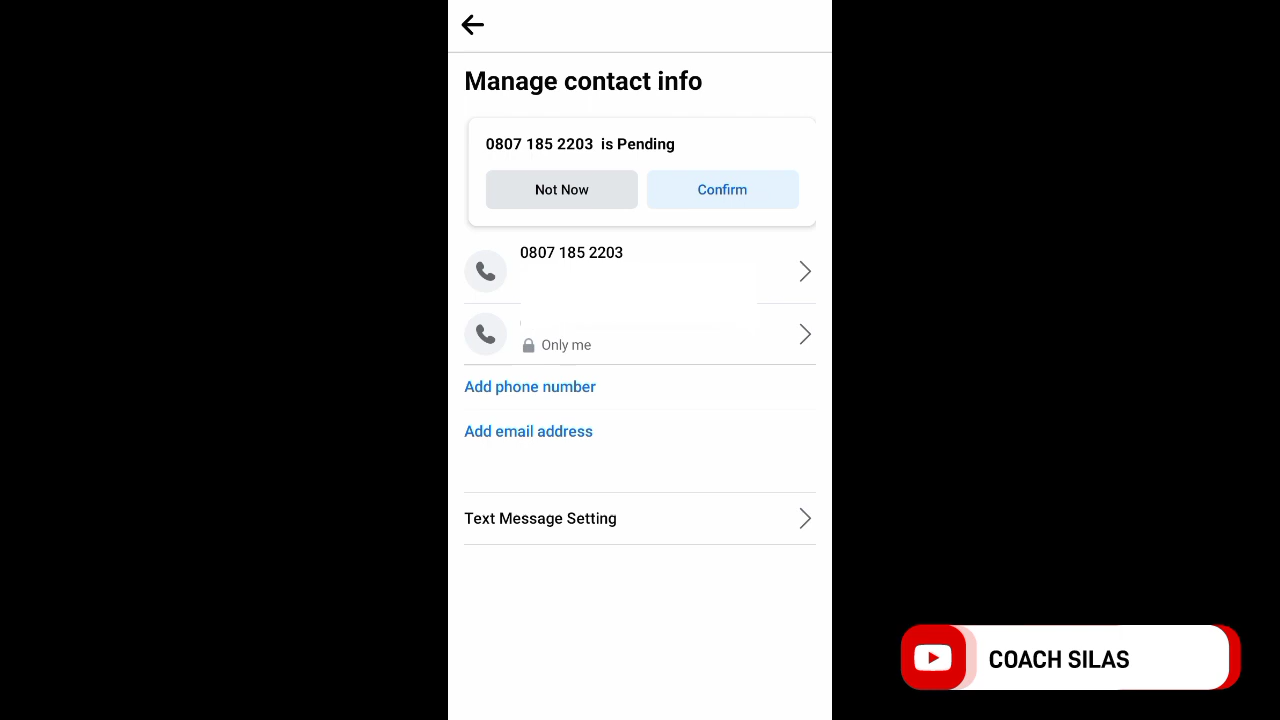 Manage contact info
0807 185 2203 is Pending
Not Now
Confirm
0807 185 2203
Only me
Add phone number
Add email address
Text Message Setting
COACH SILAS